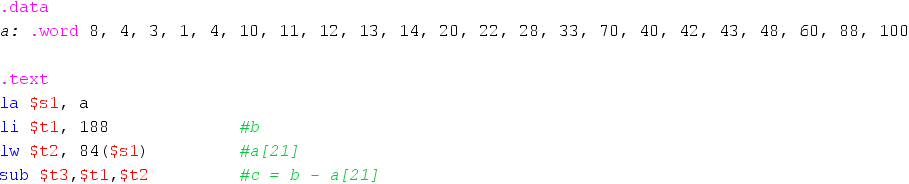 .data
a: .word 8, 4, 3, 1, 4, 10, 11, 12, 13, 14, 20, 22, 28, 33, 70, 40, 42, 43, 48, 60, 88, 100
.text
la $s1, a
li $t1, 188 #b
lw $t2, 84($s1) #a[21]
sub $t3,$t1,$t2 #c = b - a[21]